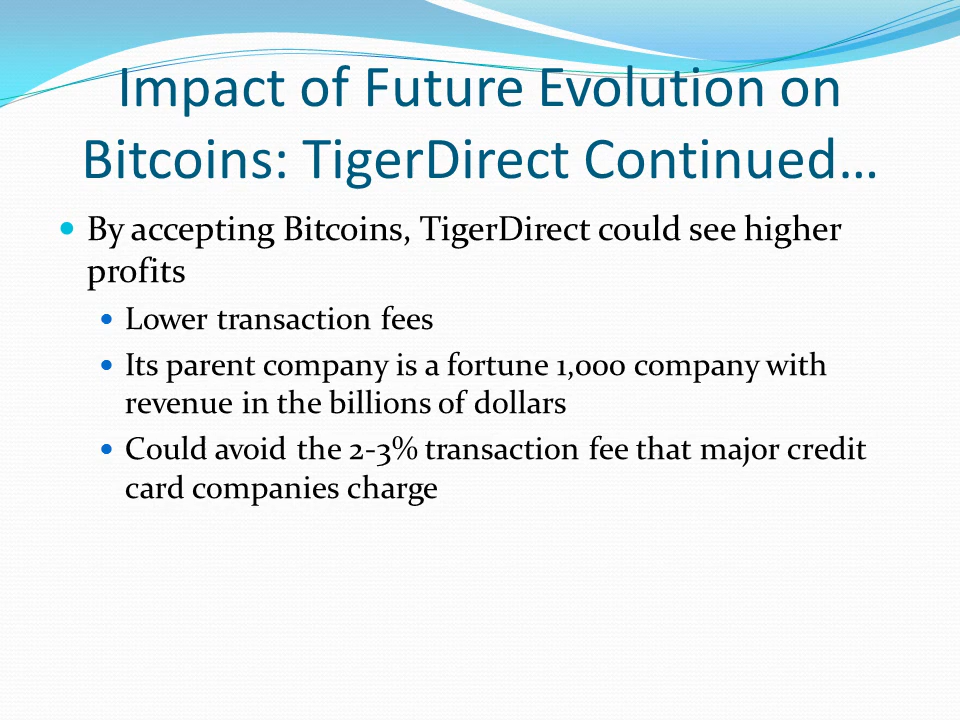 Impact of Future Evolution on
Bitcoins: TigerDirect Continued…
By accepting Bitcoins, TigerDirect could see higher
profits
Lower transaction fees
Its parent company is a fortune 1,000 company with
revenue in the billions of dollars
Could avoid the 2-3% transaction fee that major credit
card companies charge